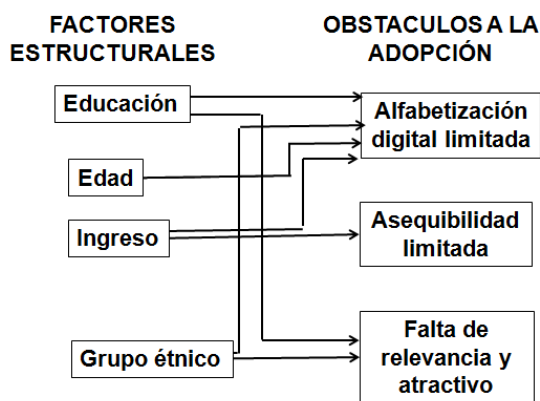 FACTORES
ESTRUCTURALES
OBSTACULOS A LA
ADOPCIÓN
Educación
Alfabetización
digital limitada
Edad
Ingreso
Asequibilidad
limitada
Grupo étnico
Falta de
relevancia y
atractivo